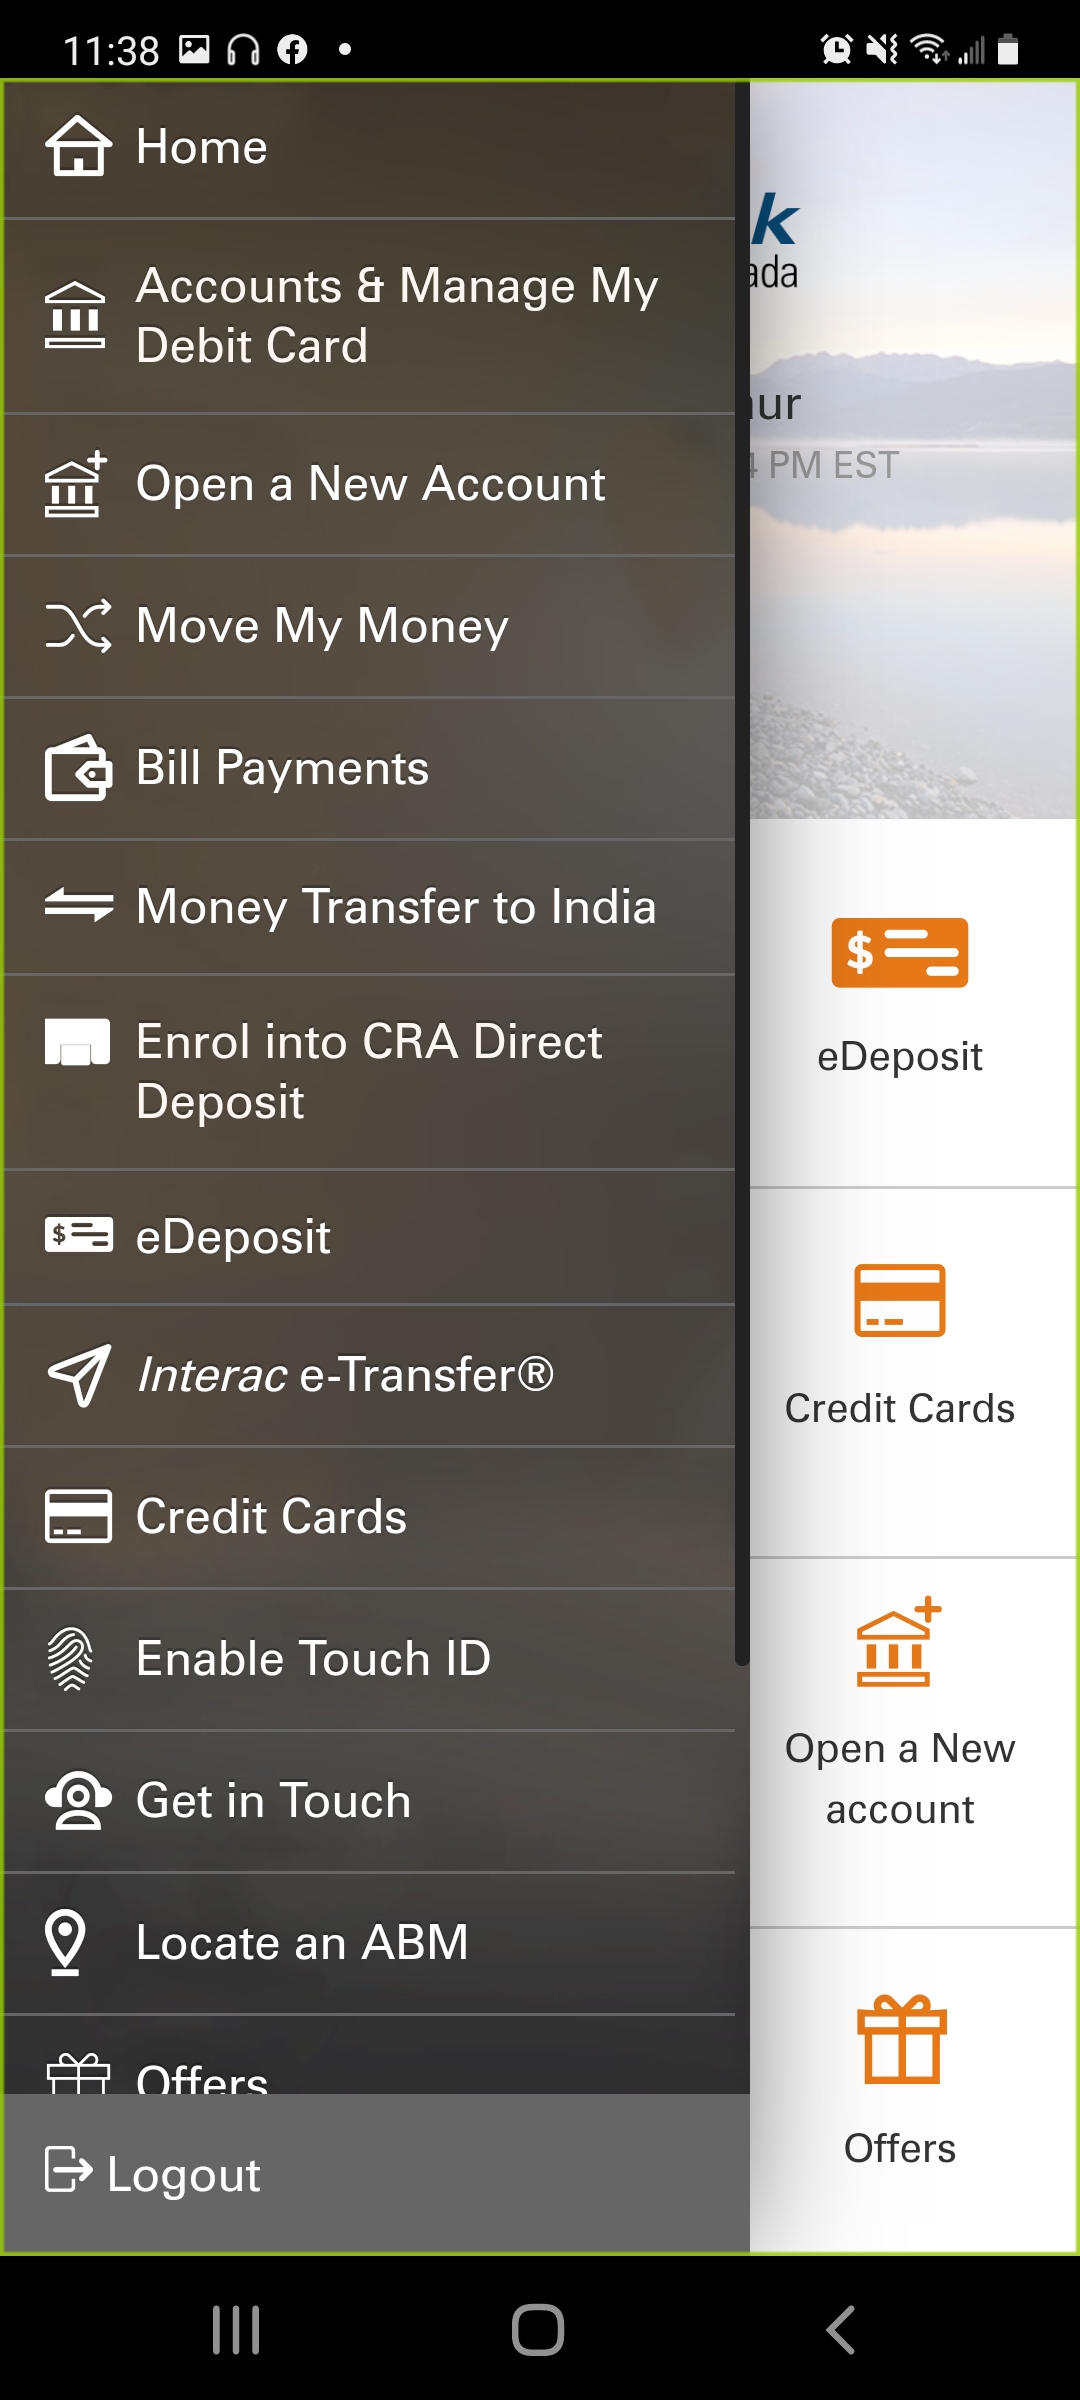 11:38
Home
Accounts & Manage My
Debit Card
Open a New Account
Move My Money
Bill Payments
Money Transfer to India
Enrol into CRA Direct
Deposit
eDeposit
Interac e-Transfer®
Credit Cards
Enable Touch ID
Get in Touch
Locate an ABM
Offers
Logout
k
ada
ur
4 PM EST
eDeposit
Credit Cards
Open a New
account
Offers